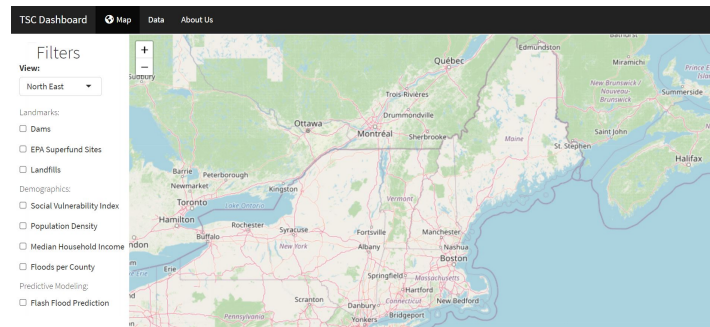 TSC Dashboard Map Data About Us
Filters
View:
North East
Landmarks:
Dams
EPA Superfund Sites
Landfills
Demographics:
Social Vulnerability Index
Population Density
Median Household Income
Floods per County
Predictive Modeling:
Flash Flood Prediction
+
−
Edmundston
Québec
Miramichi
New Brunswick /
Nouveau-
Brunswick
Summerside
Trois-Rivières
Drummondville
Ottawa
Montréal
Sherbrooke
Maine
Saint John
St. Stephen
Halifax
Barrie
Peterborough
Newmarket
Kingston
Toronto
Lake Ontario
Vermont
Hamilton
Rochester
Syracuse
Fortsville
Manchester
Buffalo
ndon
New York
Albany
Nashua
Boston
Erie
Springfield
Massachusetts
Hartford
Scranton
Danbury
Connecticut
New Bedford
Pennsylvania
Yonkers
Bridgeport